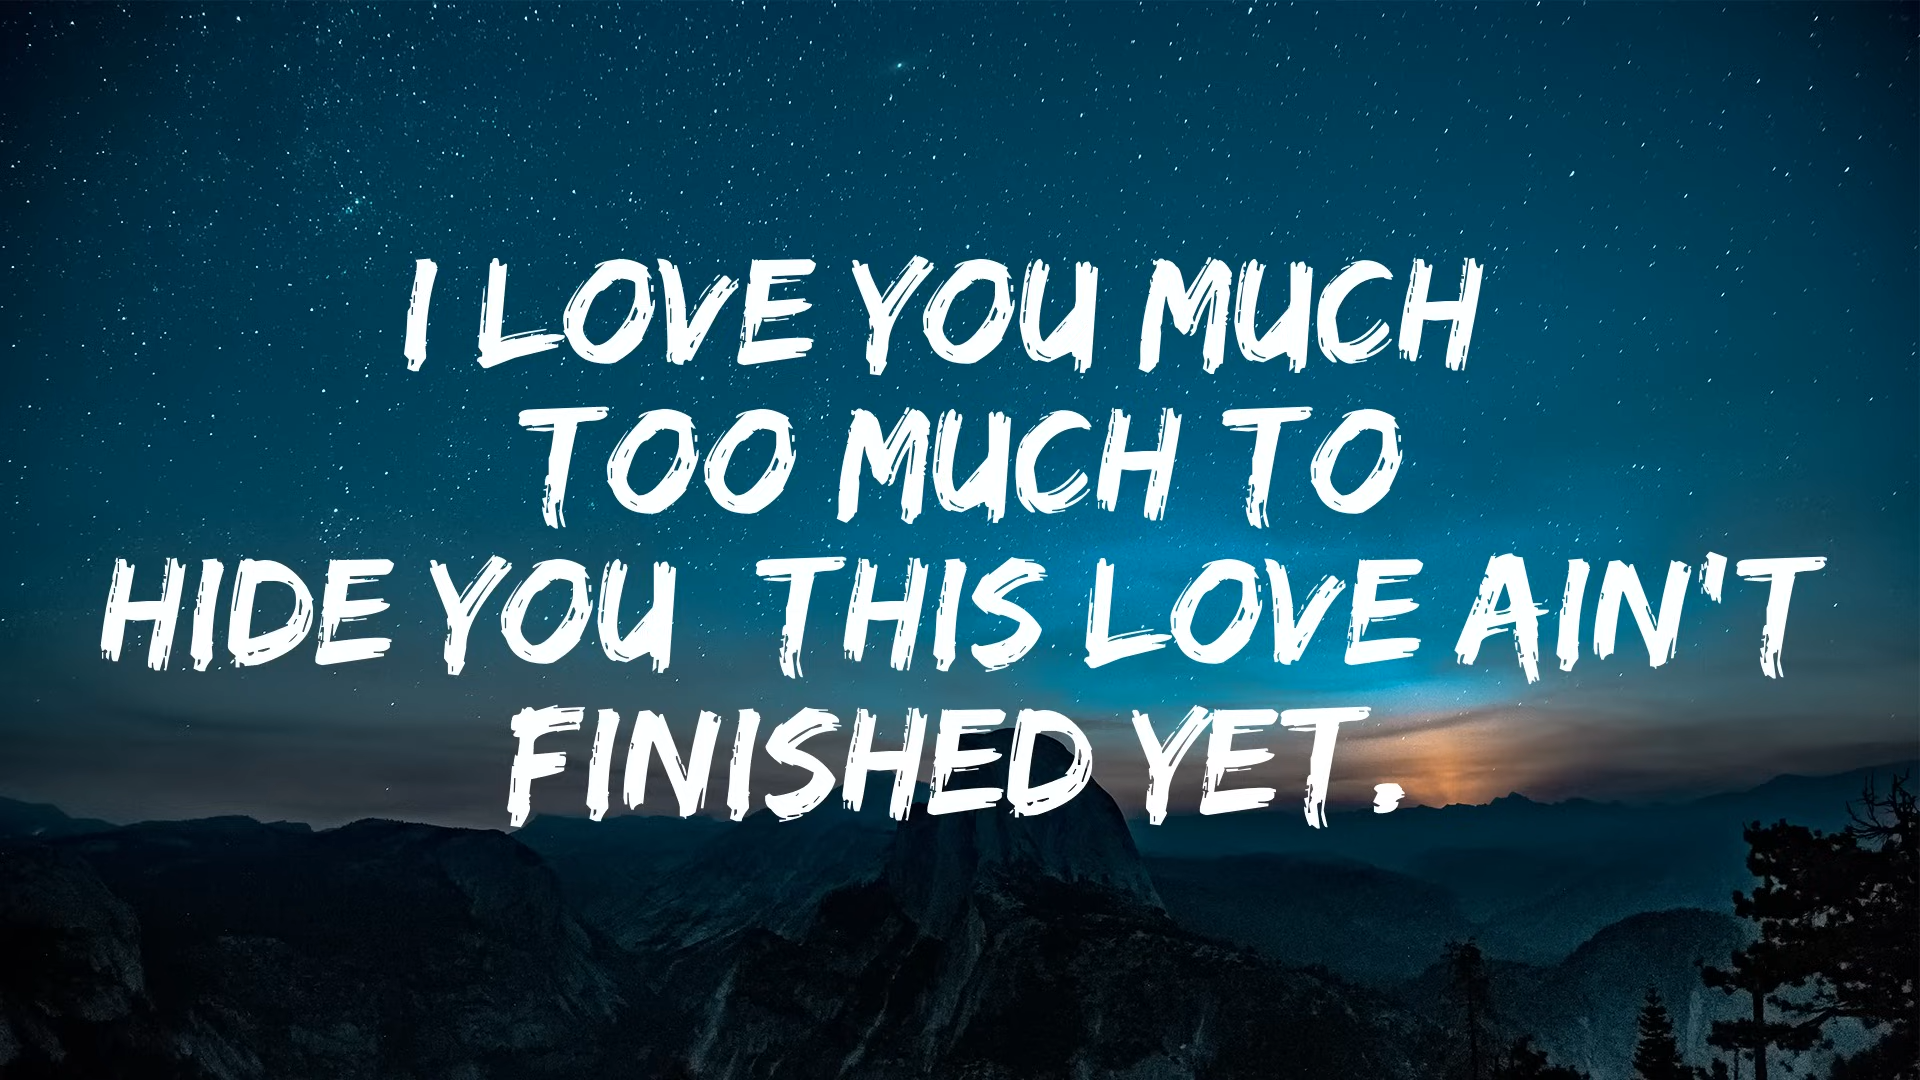 I LOVE YOU MUCH
TOO MUCH TO
HIDE YOU  THIS LOVE AIN'T
FINISHED YET.